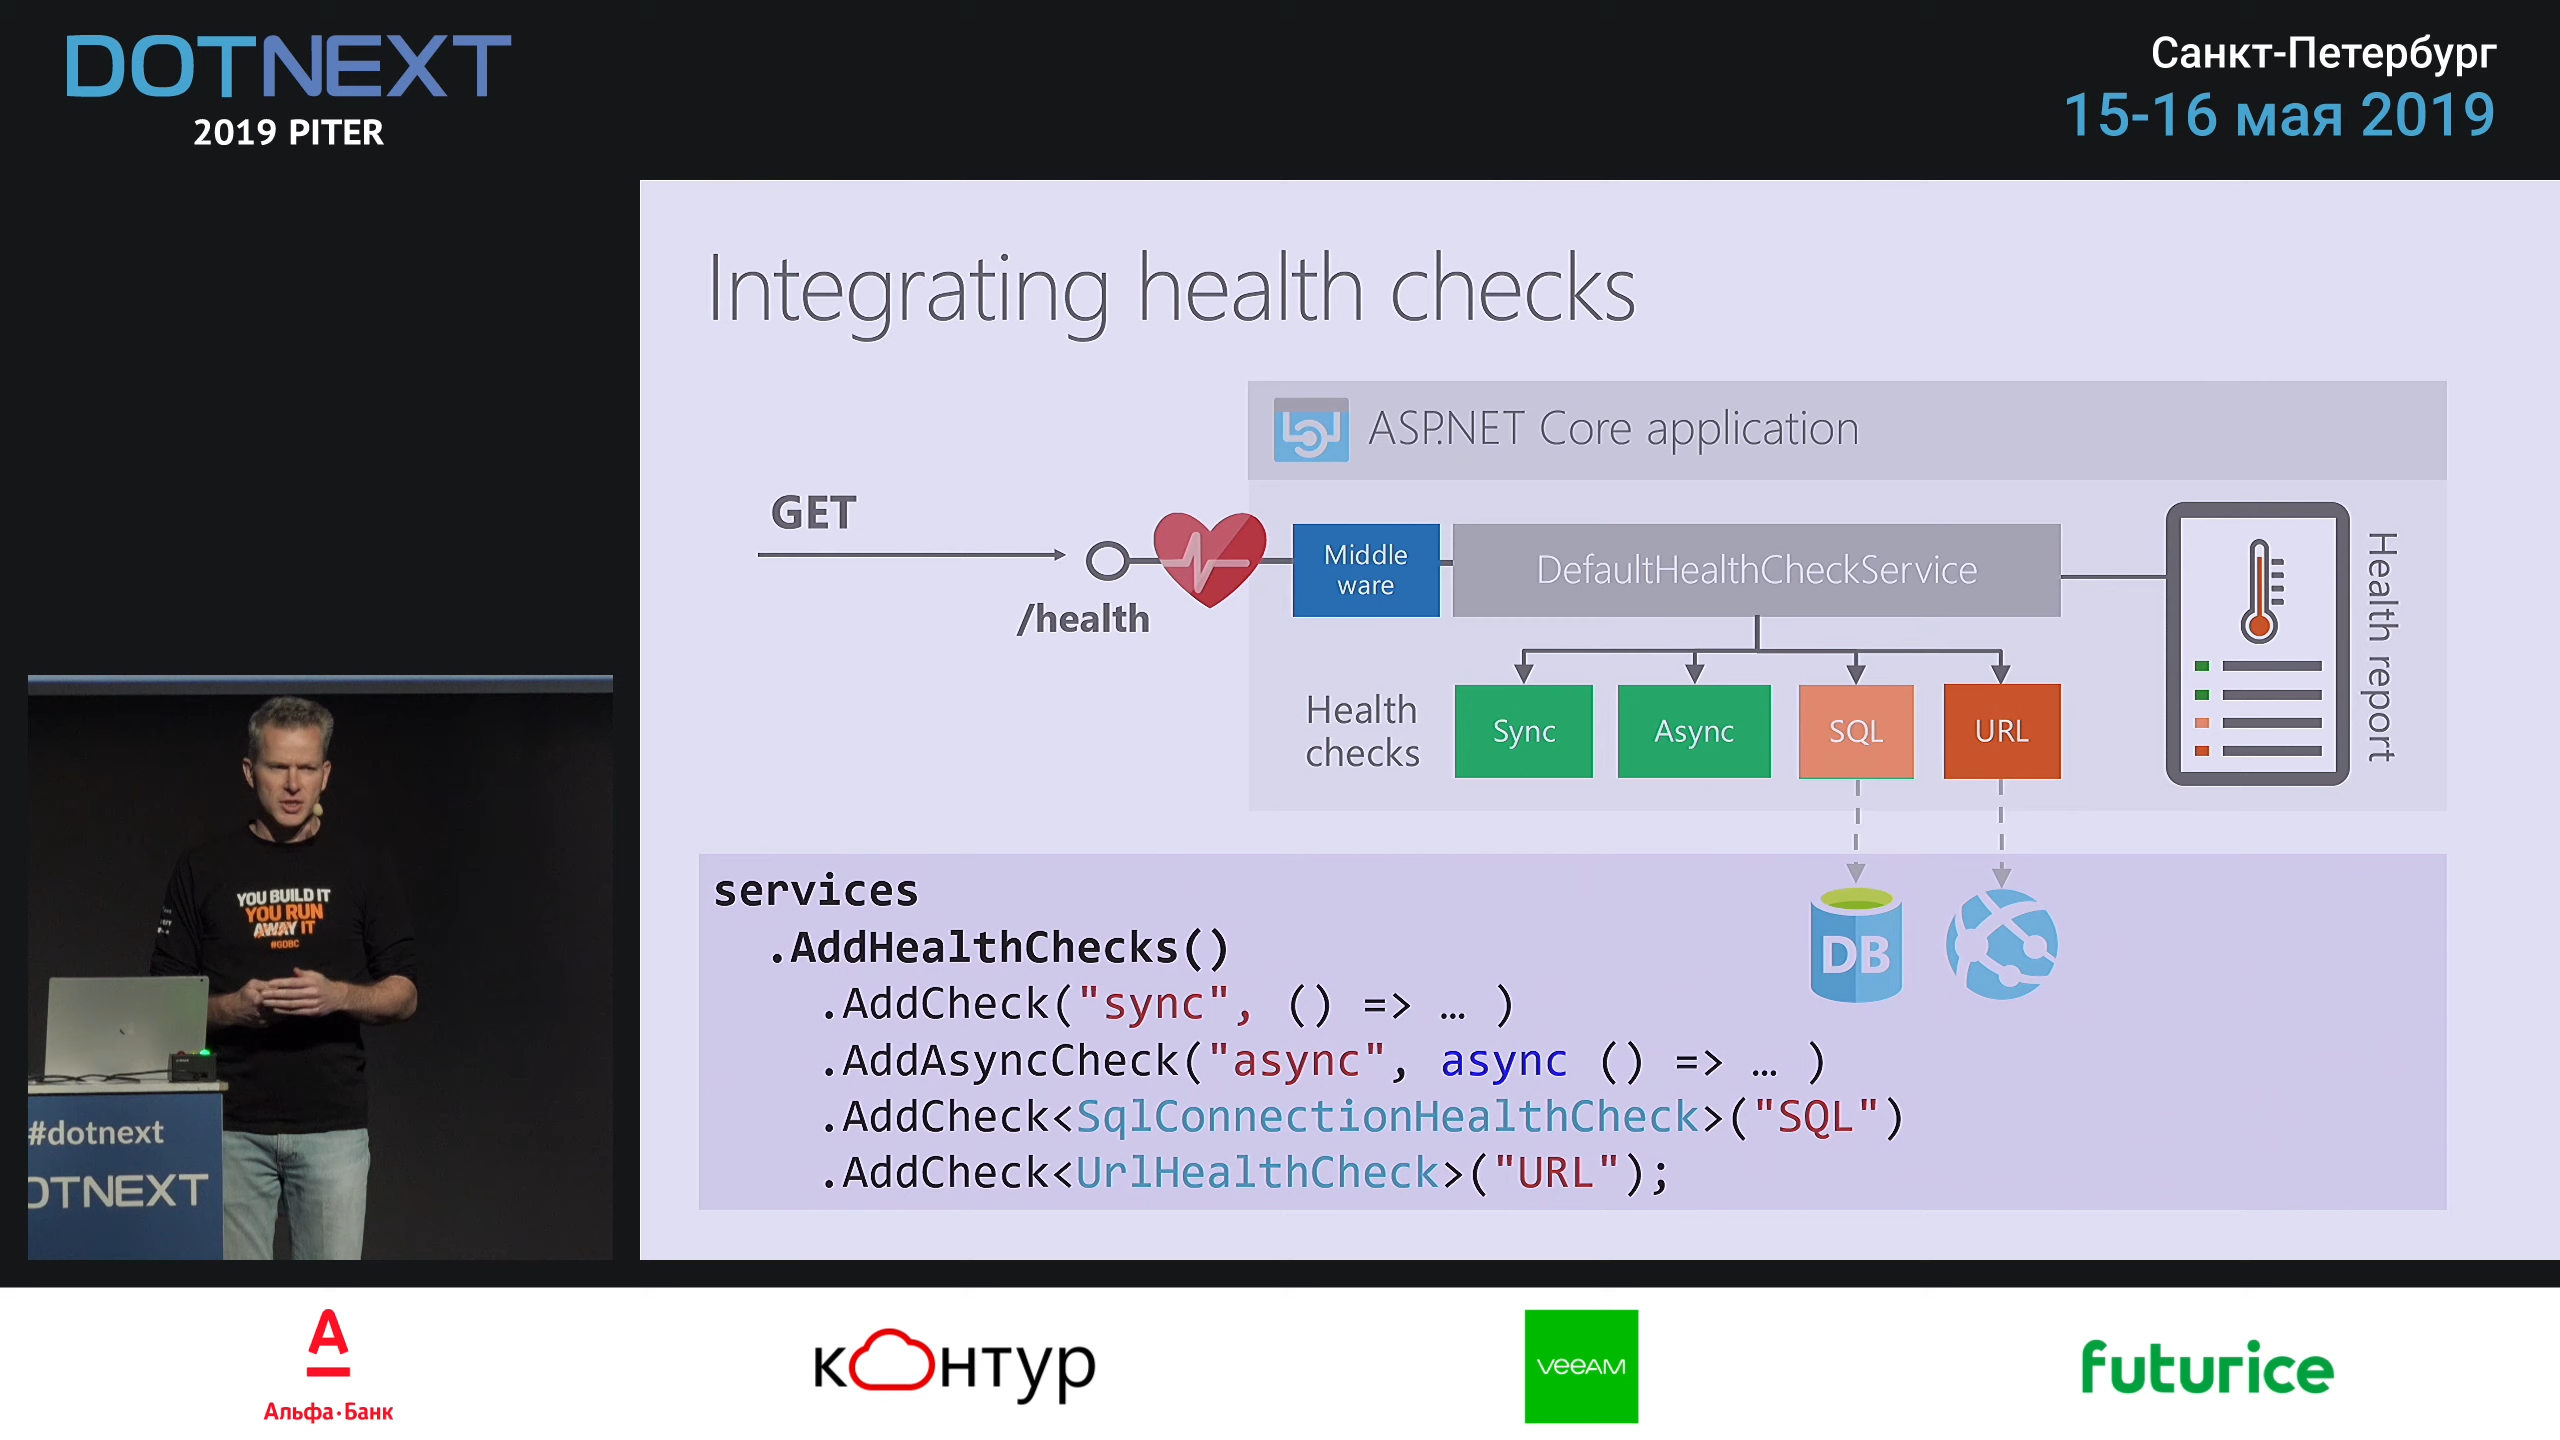 DOTNEXT
2019 PITER
Санкт-Петербург
15-16 мая 2019
Integrating health checks
ASP.NET Core application
GET
/health
Middle
ware
DefaultHealthCheckService
Health report
Health
checks
Sync
Async
SQL
URL
DB
services
.AddHealthChecks()
.AddCheck("sync", () => … )
.AddAsyncCheck("async", async () => … )
.AddCheck<SqlConnectionHealthCheck>("SQL")
.AddCheck<UrlHealthCheck>("URL");
YOU BUILD IT
YOU RUN
AWAY IT
#GDBC
#dotnext
OTNEXT
Альфа·Банк
контур
veeAM
futurice